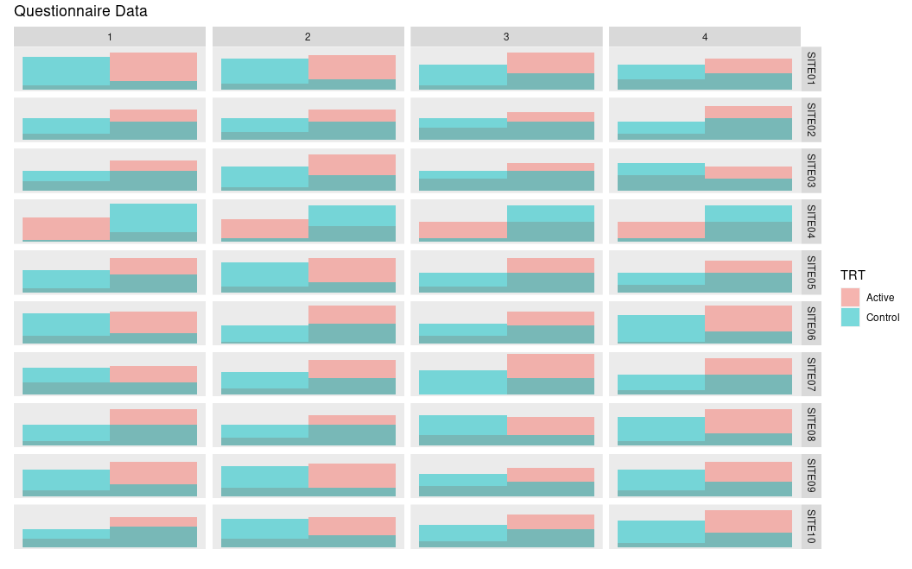 Questionnaire Data
1 2 3 4
SITE01
SITE02
SITE03
SITE04
SITE05
SITE06
SITE07
SITE08
SITE09
SITE10
TRT
Active
Control